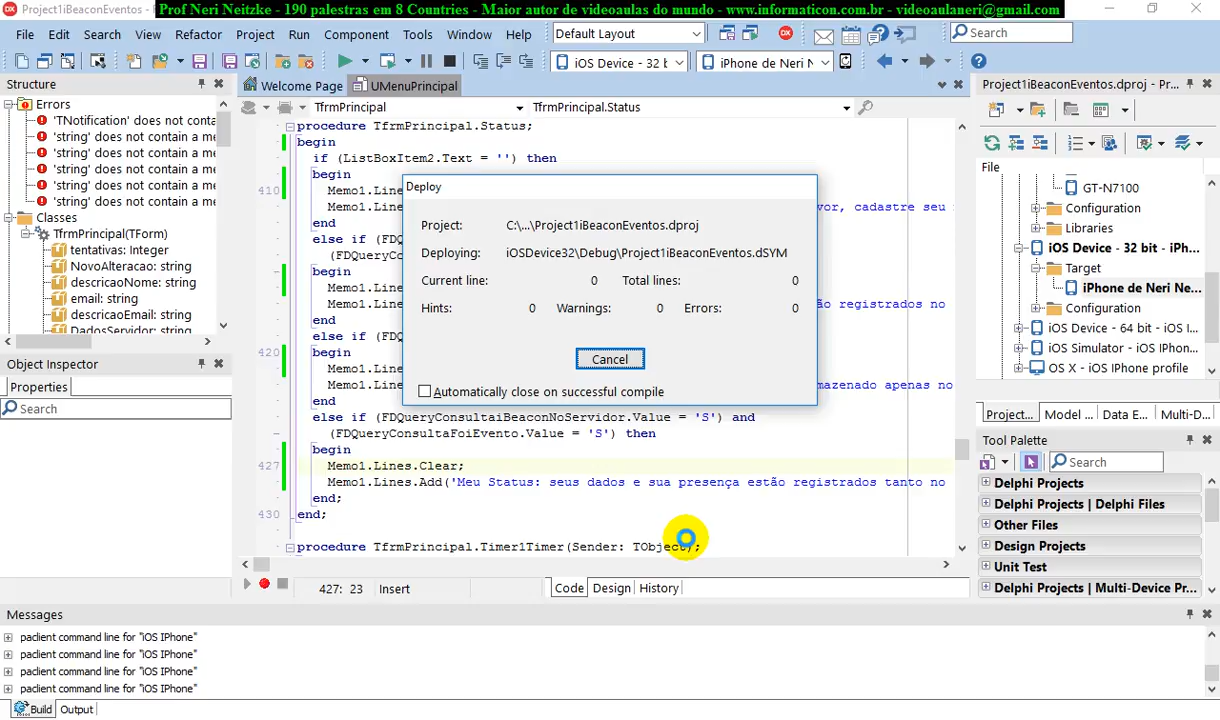 Project1iBeaconEventos -
Prof Neri Neitzke - 190 palestras em 8 Countries - Maior autor de videoaulas do mundo - www.informaticon.com.br - videoaulaneri@gmail.com
File Edit Search View Refactor Project Run Component Tools Window Help
Default Layout
Search
iOS Device - 32 b
iPhone de Neri N
Structure
Welcome Page
UMenuPrincipal
Project1iBeaconEventos.dproj - Pr...
Errors
'TNotification' does not conta
'string' does not contain a me
'string' does not contain a me
'string' does not contain a me
'string' does not contain a me
'string' does not contain a me
Classes
TfrmPrincipal(TForm)
tentativas: Integer
NovoAlteracao: string
descricaoNome: string
email: string
descricaoEmail: string
DadosServidor: string
TfrmPrincipal
TfrmPrincipal.Status
procedure TfrmPrincipal.Status;
begin
if (ListBoxItem2.Text = '') then
begin
410 Memo1.Line
Memo1.Line vor, cadastre seu
end
else if (FD
(FDQueryCo
begin
Memo1.Line
Memo1.Line ão registrados no
end
else if (FD
(FDQueryCo
420 begin
Memo1.Line
Memo1.Line mazenado apenas no
end
else if (FDQueryConsultaiBeaconNoServidor.Value = 'S') and
(FDQueryConsultaFoiEvento.Value = 'S') then
begin
427 Memo1.Lines.Clear;
Memo1.Lines.Add('Meu Status: seus dados e sua presença estão registrados tanto no
end;
430 end;
procedure TfrmPrincipal.Timer1Timer(Sender: TObject);
Deploy
Project: C:\...\Project1iBeaconEventos.dproj
Deploying: iOSDevice32\Debug\Project1iBeaconEventos.dSYM
Current line: 0 Total lines: 0
Hints: 0 Warnings: 0 Errors: 0
Cancel
Automatically close on successful compile
427: 23 Insert
Code Design History
Object Inspector
Properties
Search
File
GT-N7100
Configuration
Libraries
iOS Device - 32 bit - iPh...
Target
iPhone de Neri Ne...
Configuration
iOS Device - 64 bit - iOS I...
iOS Simulator - iOS IPhon...
OS X - iOS IPhone profile
Project... Model ... Data E... Multi-D...
Tool Palette
Search
Delphi Projects
Delphi Projects | Delphi Files
Other Files
Design Projects
Unit Test
Delphi Projects | Multi-Device Pr...
Messages
paclient command line for "iOS IPhone"
paclient command line for "iOS IPhone"
paclient command line for "iOS IPhone"
paclient command line for "iOS IPhone"
Build Output